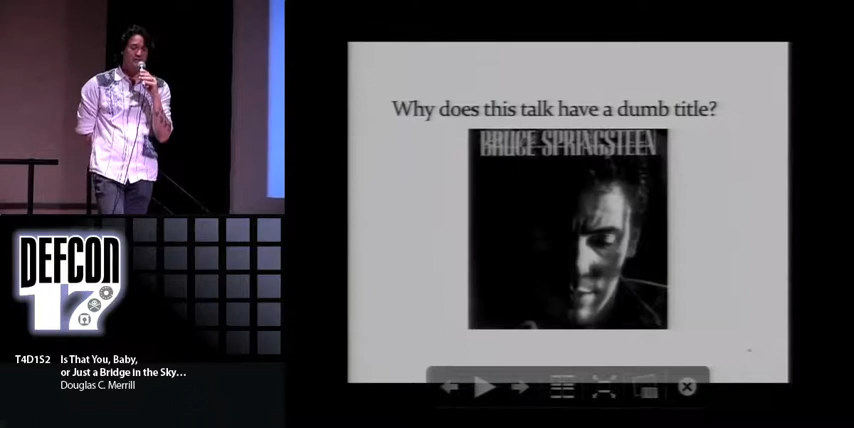 Why does this talk have a dumb title?
BRUCE SPRINGSTEEN
DEFCON
17
T4D1S2 Is That You, Baby,
or Just a Bridge in the Sky…
Douglas C. Merrill